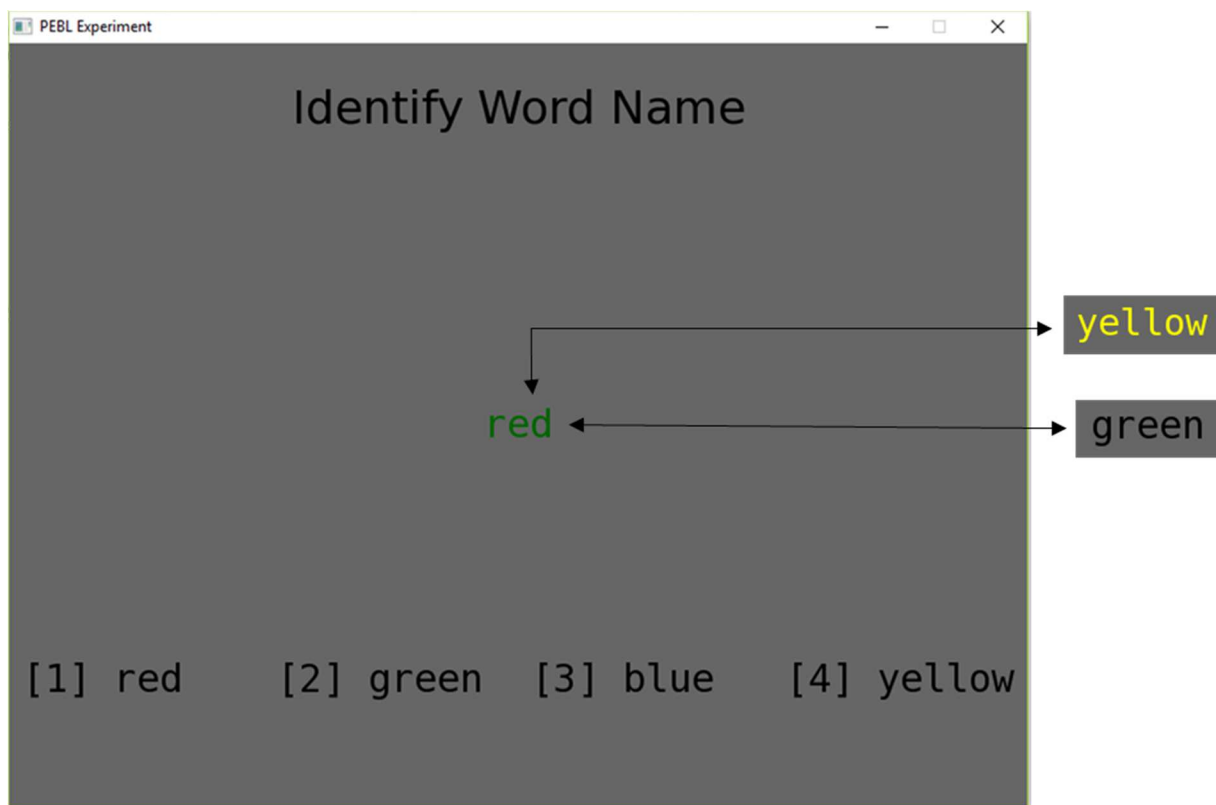 PEBL Experiment
Identify Word Name
yellow
red
green
[1] red [2] green [3] blue [4] yellow